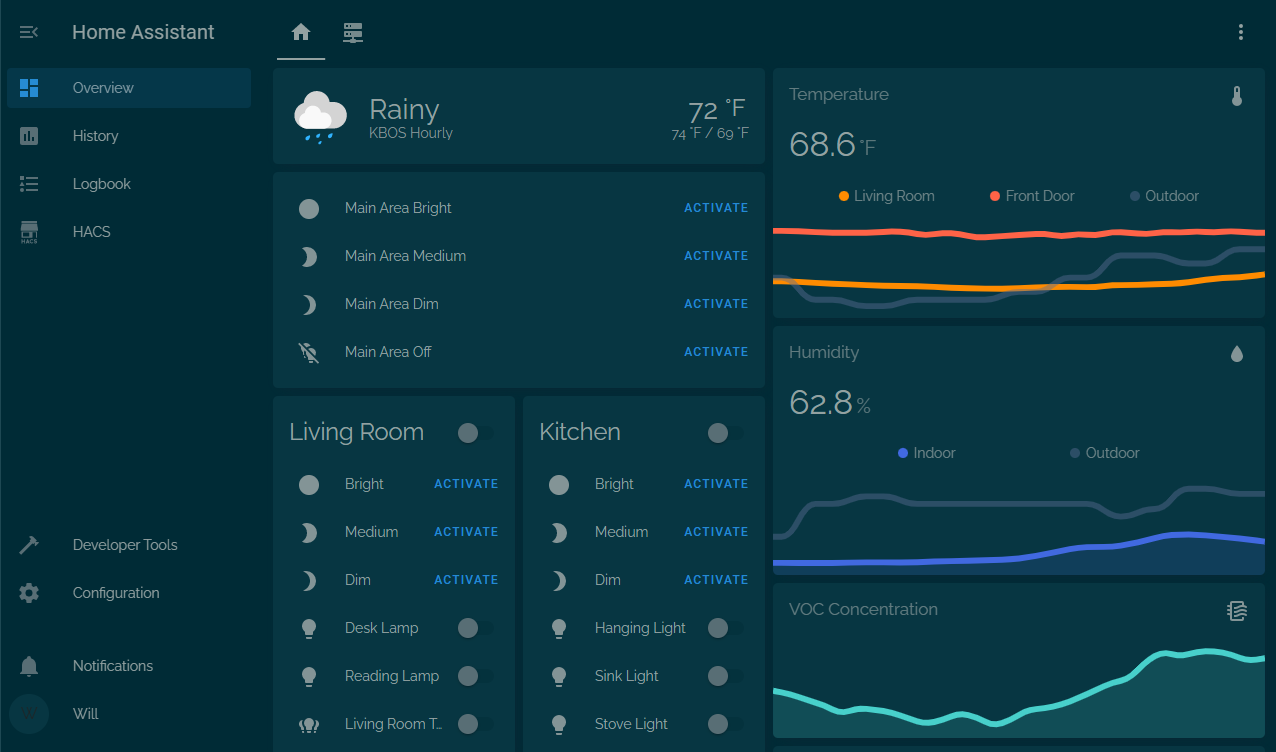 Home Assistant
Overview
History
Logbook
HACS
HACS
Developer Tools
Configuration
Notifications
W
Will
Rainy
KBOS Hourly
72 °F
74 °F / 69 °F
Main Area Bright ACTIVATE
Main Area Medium ACTIVATE
Main Area Dim ACTIVATE
Main Area Off ACTIVATE
Living Room
Bright ACTIVATE
Medium ACTIVATE
Dim ACTIVATE
Desk Lamp
Reading Lamp
Living Room T...
Kitchen
Bright ACTIVATE
Medium ACTIVATE
Dim ACTIVATE
Hanging Light
Sink Light
Stove Light
Temperature
68.6 °F
Living Room Front Door Outdoor
Humidity
62.8 %
Indoor Outdoor
VOC Concentration